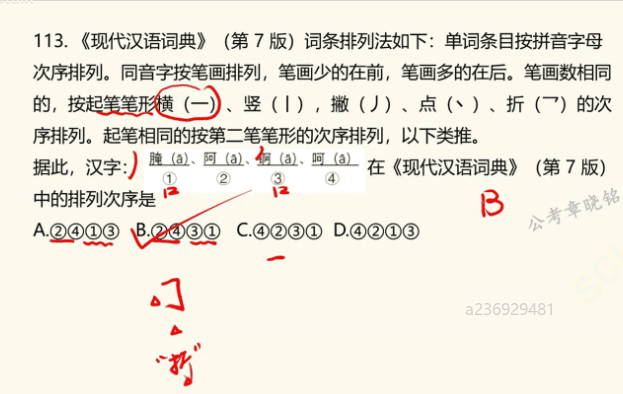 113. 《现代汉语词典》（第 7 版）词条排列法如下：单词条目按拼音字母
次序排列。同音字按笔画排列，笔画少的在前，笔画多的在后。笔画数相同
的，按起笔笔形横（一）、竖（丨），撇（丿）、点（丶）、折（乛）的次
序排列。起笔相同的按第二笔笔形的次序排列，以下类推。
据此，汉字：腌（ā）、阿（ā）、锕（ā）、呵（ā） 在《现代汉语词典》（第 7 版）
① ② ③ ④
12 12
中的排列次序是
B
A.②④①③ B.②④③① C.④②③① D.④②①③
公考章晓铭
a236929481
"折"